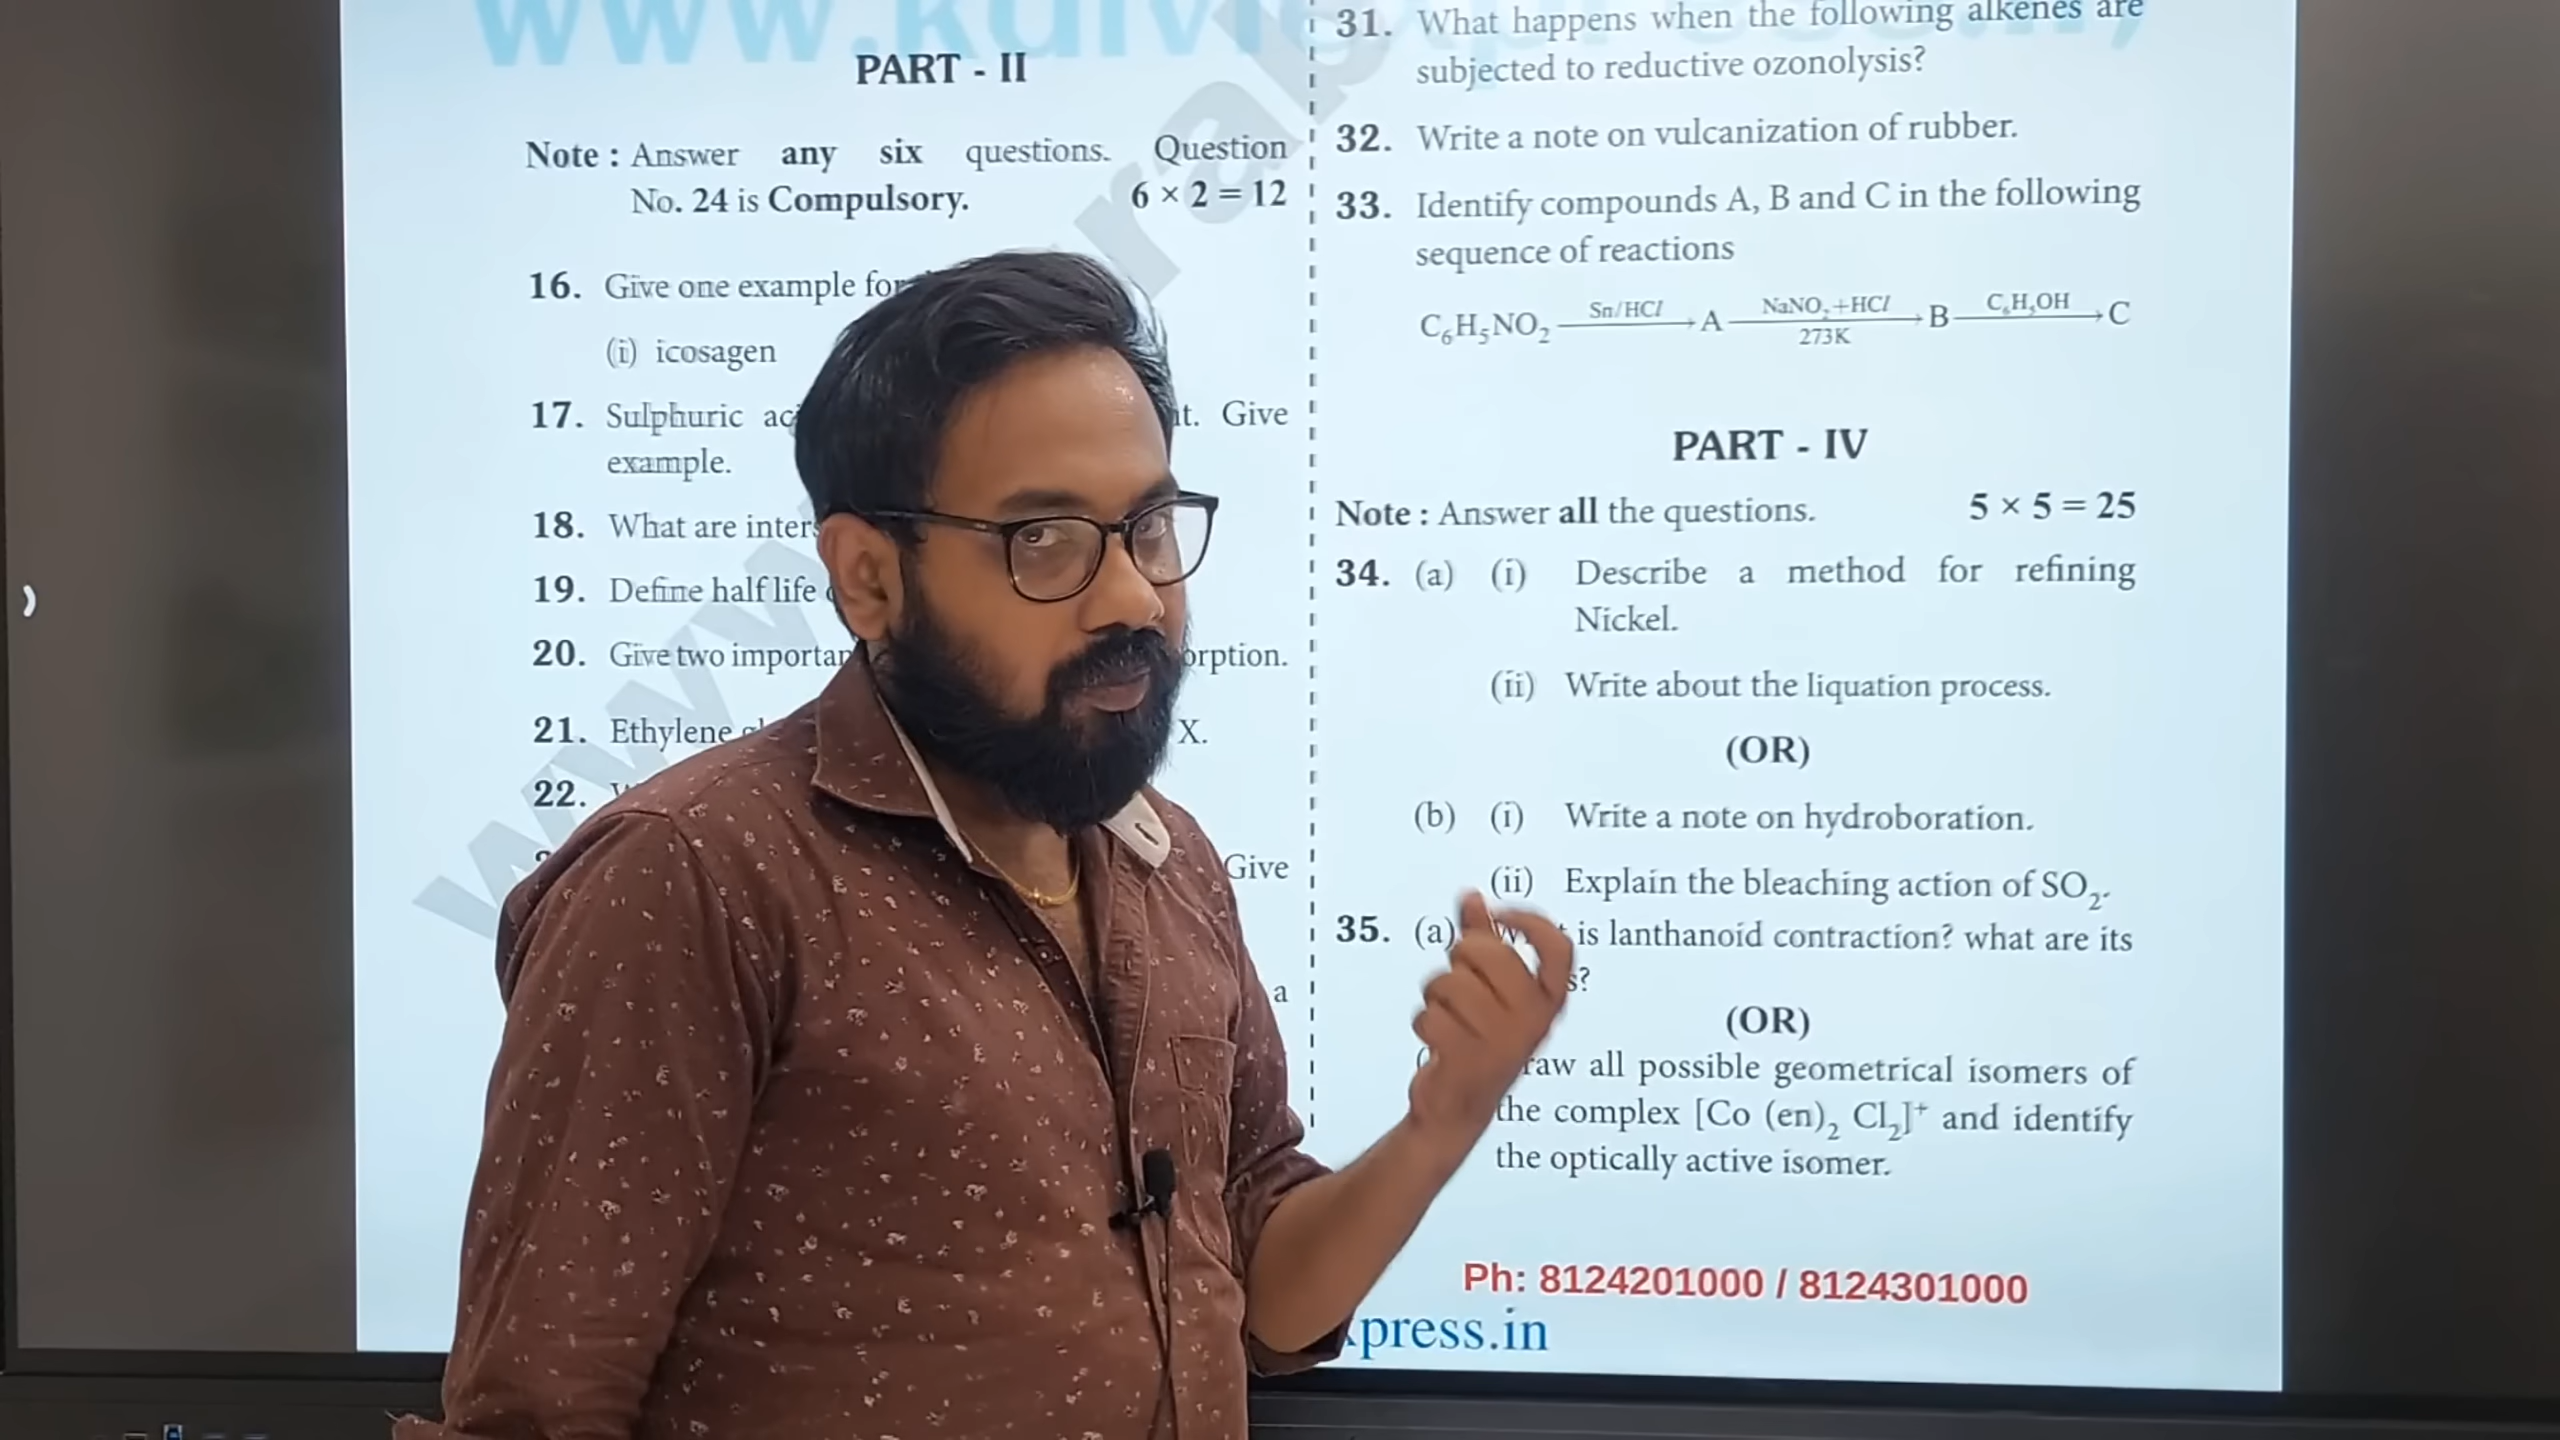 PART - II
Note : Answer any six questions. Question
No. 24 is Compulsory. 6 × 2 = 12
16. Give one example for
(i) icosagen
17. Sulphuric Give
example.
18. What are
19. Define half life
20. Give two
21. Ethylene X.
22.
Give
a
31. What happens when the following alkenes are
subjected to reductive ozonolysis?
32. Write a note on vulcanization of rubber.
33. Identify compounds A, B and C in the following
sequence of reactions
C₆H₅NO₂ Sn/HCl → A NaNO₂+HCl 273K → B C₆H₅OH → C
PART - IV
Note : Answer all the questions. 5 × 5 = 25
34. (a) (i) Describe a method for refining
Nickel.
(ii) Write about the liquation process.
(OR)
(b) (i) Write a note on hydroboration.
(ii) Explain the bleaching action of SO₂.
35. (a) is lanthanoid contraction? what are its
(OR)
all possible geometrical isomers of
the complex [Co (en)₂ Cl₂]⁺ and identify
the optically active isomer.
Ph: 8124201000 / 8124301000
press.in